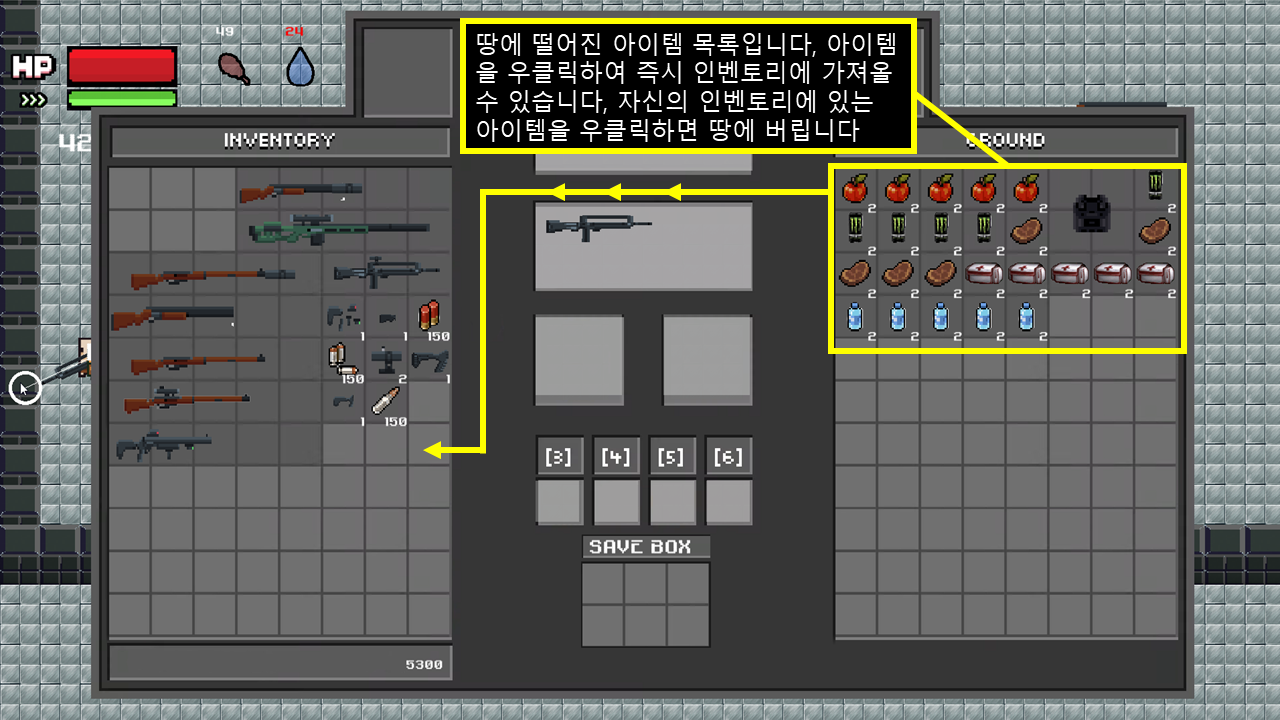 49
24
HP
42
땅에 떨어진 아이템 목록입니다, 아이템
을 우클릭하여 즉시 인벤토리에 가져올
수 있습니다, 자신의 인벤토리에 있는
아이템을 우클릭하면 땅에 버립니다
INVENTORY
GROUND
2 2 2 2 2 2
2 2 2 2 2 2
2 2 2 2 2 2 2 2
2 2 2 2 2
1 1 150
150 2 1
1 150
[3] [4] [5] [6]
SAVE BOX
5300